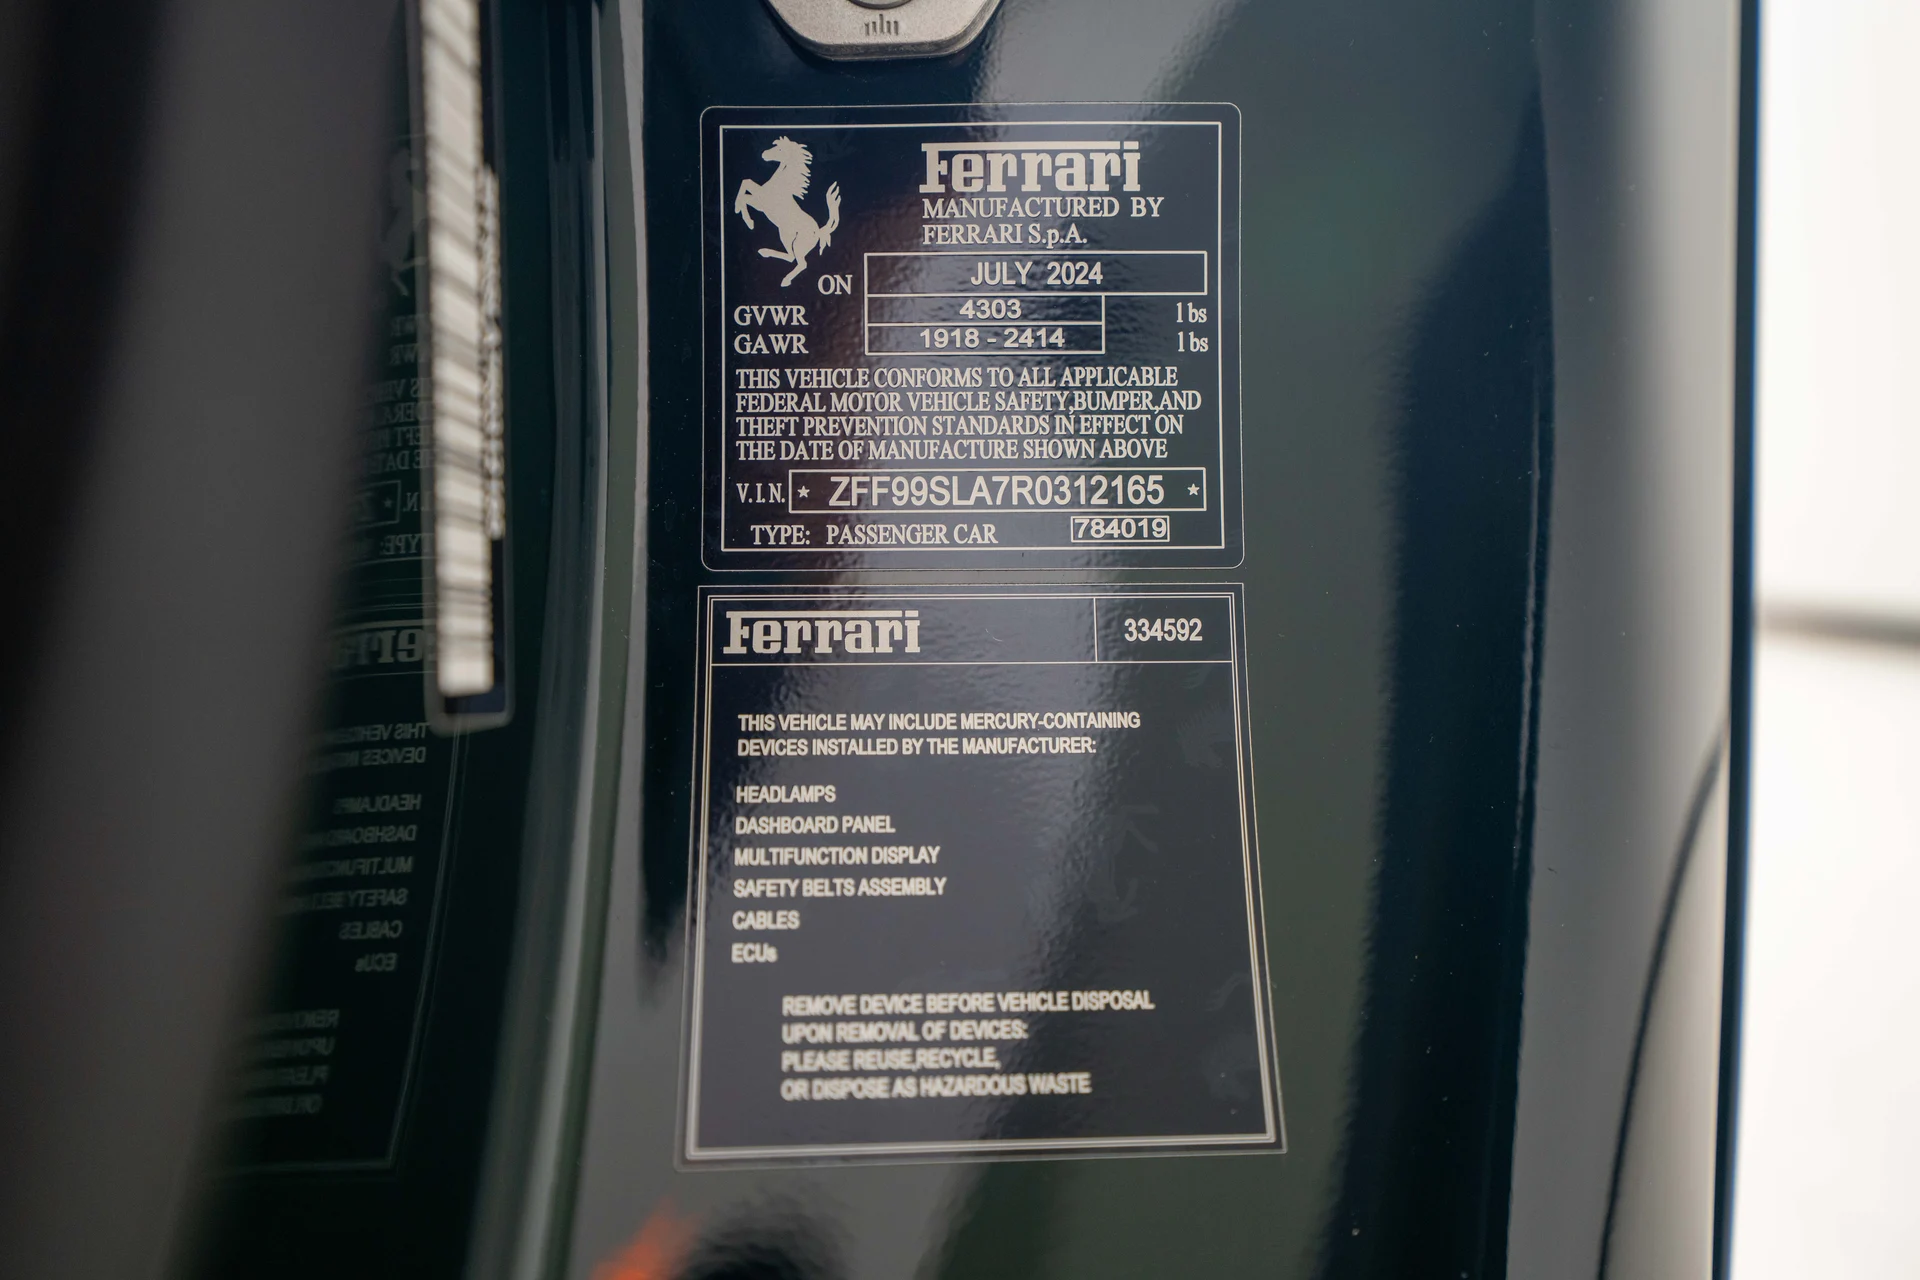 Ferrari
MANUFACTURED BY
FERRARI S.p.A.
ON JULY 2024
GVWR 4303 lbs
GAWR 1918 - 2414 lbs
THIS VEHICLE CONFORMS TO ALL APPLICABLE
FEDERAL MOTOR VEHICLE SAFETY,BUMPER,AND
THEFT PREVENTION STANDARDS IN EFFECT ON
THE DATE OF MANUFACTURE SHOWN ABOVE
V.I.N. * ZFF99SLA7R0312165 *
TYPE: PASSENGER CAR 784019
Ferrari 334592
THIS VEHICLE MAY INCLUDE MERCURY-CONTAINING
DEVICES INSTALLED BY THE MANUFACTURER:
HEADLAMPS
DASHBOARD PANEL
MULTIFUNCTION DISPLAY
SAFETY BELTS ASSEMBLY
CABLES
ECUs
REMOVE DEVICE BEFORE VEHICLE DISPOSAL
UPON REMOVAL OF DEVICES:
PLEASE REUSE,RECYCLE,
OR DISPOSE AS HAZARDOUS WASTE